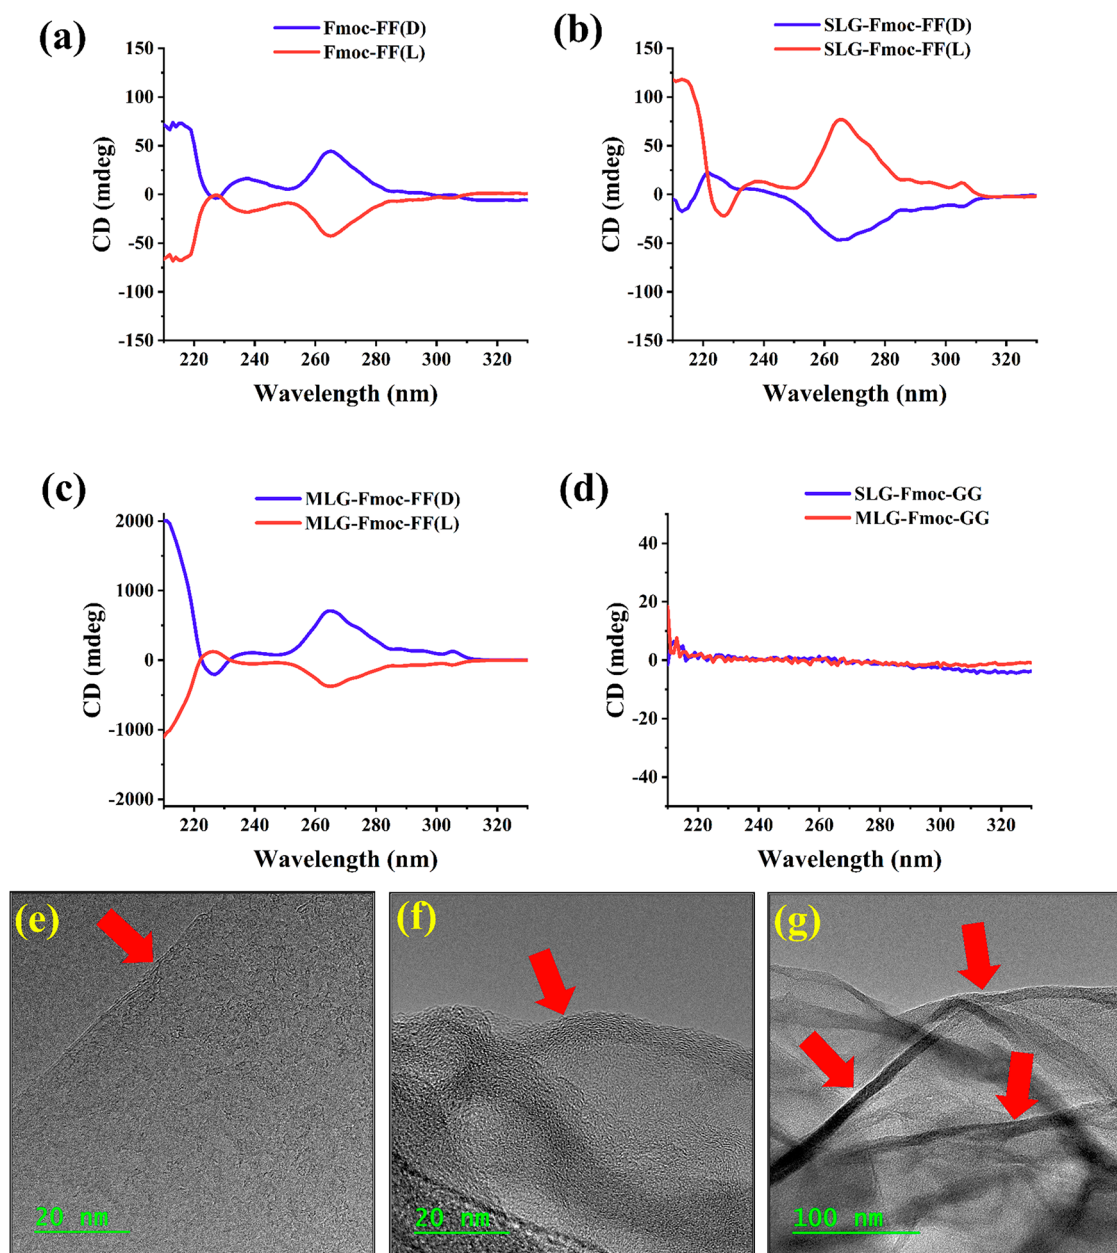 (a)
Fmoc-FF(D)
Fmoc-FF(L)
150
100
50
0
-50
-100
-150
CD (mdeg)
220 240 260 280 300 320
Wavelength (nm)
(b)
SLG-Fmoc-FF(D)
SLG-Fmoc-FF(L)
150
100
50
0
-50
-100
-150
CD (mdeg)
220 240 260 280 300 320
Wavelength (nm)
(c)
MLG-Fmoc-FF(D)
MLG-Fmoc-FF(L)
2000
1000
0
-1000
-2000
CD (mdeg)
220 240 260 280 300 320
Wavelength (nm)
(d)
SLG-Fmoc-GG
MLG-Fmoc-GG
40
20
0
-20
-40
CD (mdeg)
220 240 260 280 300 320
Wavelength (nm)
(e)
20 nm
(f)
20 nm
(g)
100 nm